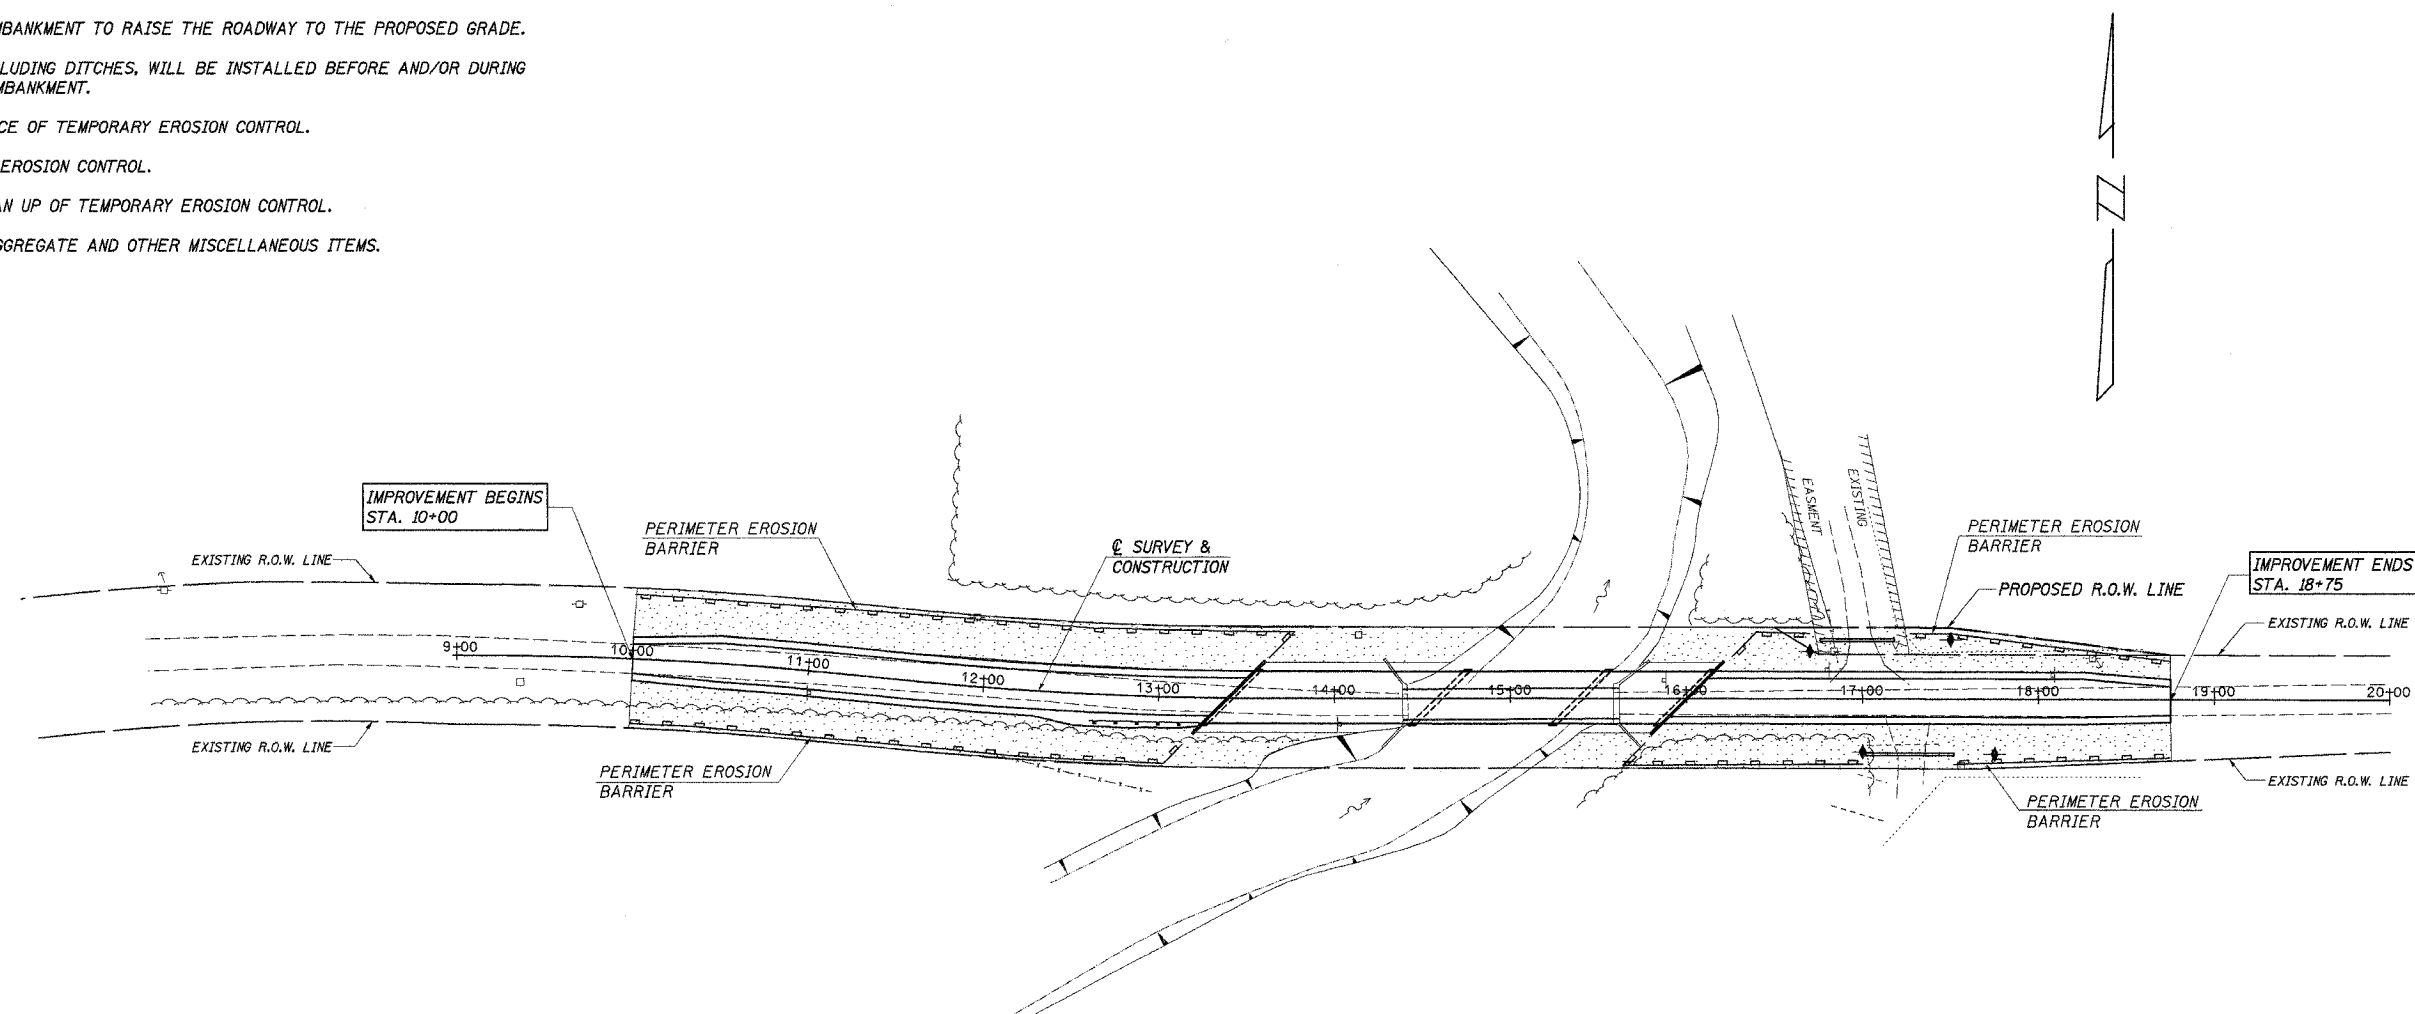 MBANKMENT TO RAISE THE ROADWAY TO THE PROPOSED GRADE.
LUDING DITCHES, WILL BE INSTALLED BEFORE AND/OR DURING
MBANKMENT.
CE OF TEMPORARY EROSION CONTROL.
EROSION CONTROL.
AN UP OF TEMPORARY EROSION CONTROL.
GGREGATE AND OTHER MISCELLANEOUS ITEMS.
Z
IMPROVEMENT BEGINS
STA. 10+00
PERIMETER EROSION
BARRIER
EXISTING R.O.W. LINE
℄ SURVEY &
CONSTRUCTION
EASMENT
EXISTING
PERIMETER EROSION
BARRIER
PROPOSED R.O.W. LINE
IMPROVEMENT ENDS
STA. 18+75
EXISTING R.O.W. LINE
9+00
10+00
11+00
12+00
13+00
14+00
15+00
16+00
17+00
18+00
19+00
20+00
EXISTING R.O.W. LINE
PERIMETER EROSION
BARRIER
EXISTING R.O.W. LINE
PERIMETER EROSION
BARRIER